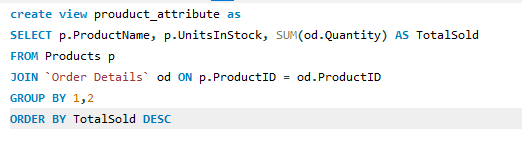 create view prouduct_attribute as
SELECT p.ProductName, p.UnitsInStock, SUM(od.Quantity) AS TotalSold
FROM Products p
JOIN `Order Details` od ON p.ProductID = od.ProductID
GROUP BY 1,2
ORDER BY TotalSold DESC